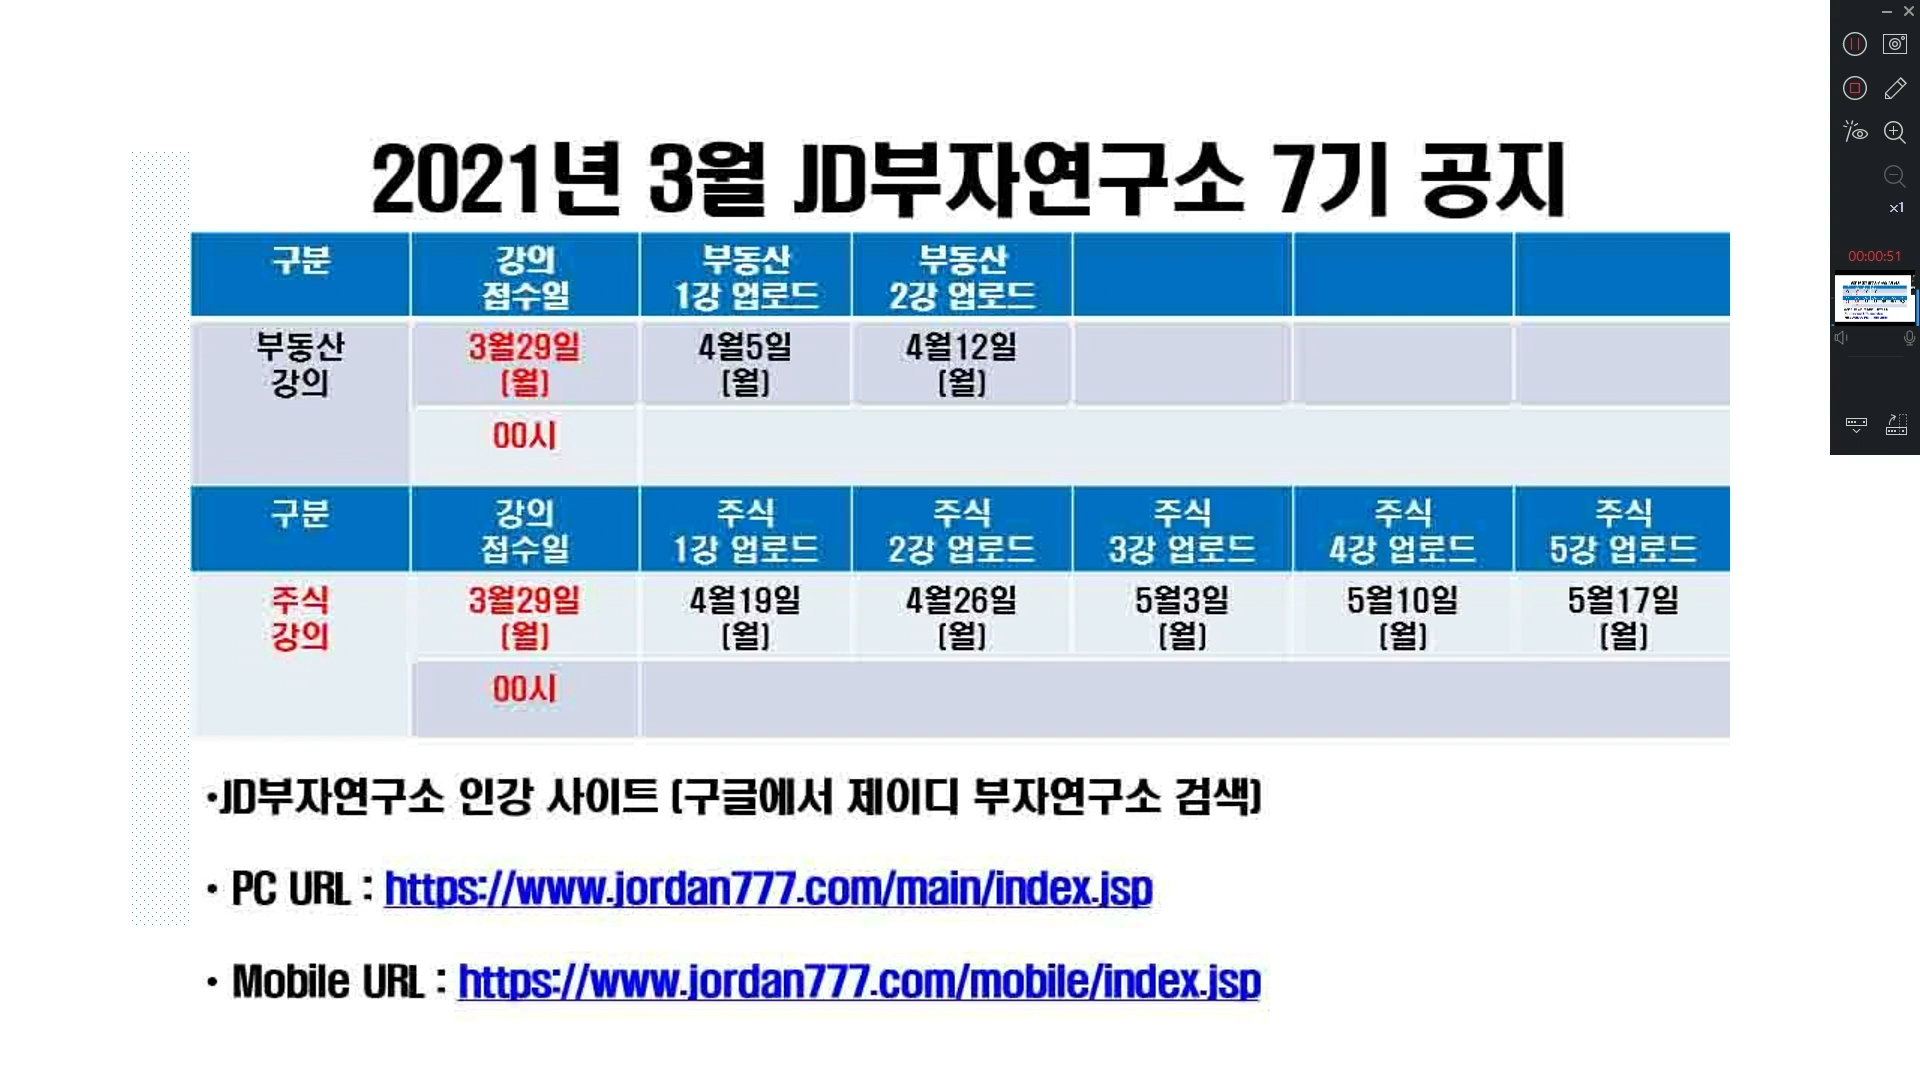 2021년 3월 JD부자연구소 7기 공지
구분 강의 접수일 부동산 1강 업로드 부동산 2강 업로드
부동산 강의 3월29일 (월) 4월5일 (월) 4월12일 (월)
00시
구분 강의 접수일 주식 1강 업로드 주식 2강 업로드 주식 3강 업로드 주식 4강 업로드 주식 5강 업로드
주식 강의 3월29일 (월) 4월19일 (월) 4월26일 (월) 5월3일 (월) 5월10일 (월) 5월17일 (월)
00시
•JD부자연구소 인강 사이트 (구글에서 제이디 부자연구소 검색)
• PC URL : https://www.jordan777.com/main/index.jsp
• Mobile URL : https://www.jordan777.com/mobile/index.jsp
x1
00:00:51